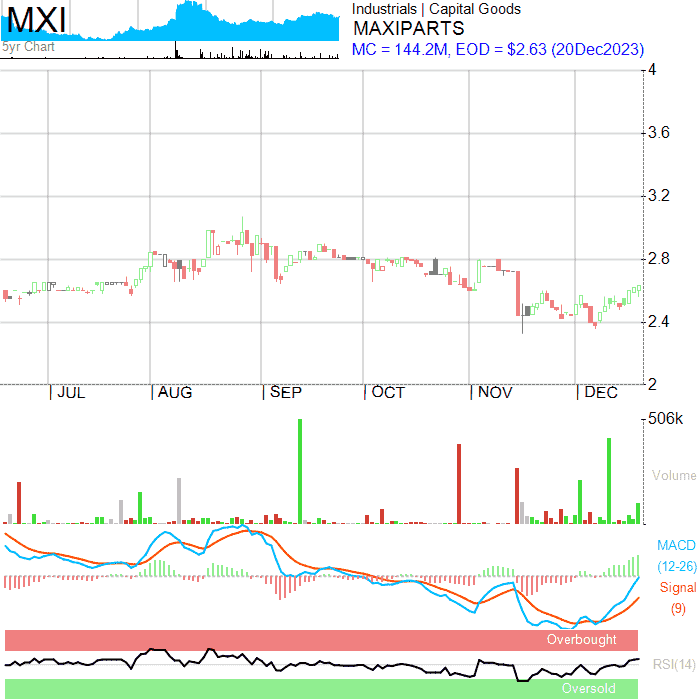 MXI
5yr Chart
Industrials | Capital Goods
MAXIPARTS
MC = 144.2M, EOD = $2.63 (20Dec2023)
4
3.6
3.2
2.8
2.4
2
JUL
AUG
SEP
OCT
NOV
DEC
506k
Volume
MACD
(12-26)
Signal
(9)
Overbought
RSI(14)
Oversold